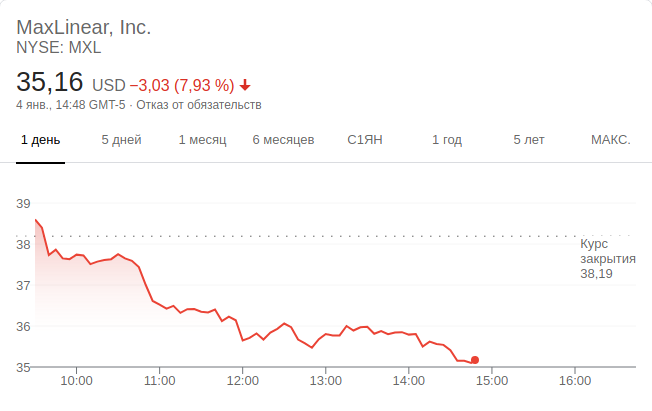 MaxLinear, Inc.
NYSE: MXL
35,16 USD −3,03 (7,93 %)
4 янв., 14:48 GMT-5 · Отказ от обязательств
1 день 5 дней 1 месяц 6 месяцев С1ЯН 1 год 5 лет МАКС.
39
38
37
36
35
Курс
закрытия
38,19
10:00 11:00 12:00 13:00 14:00 15:00 16:00